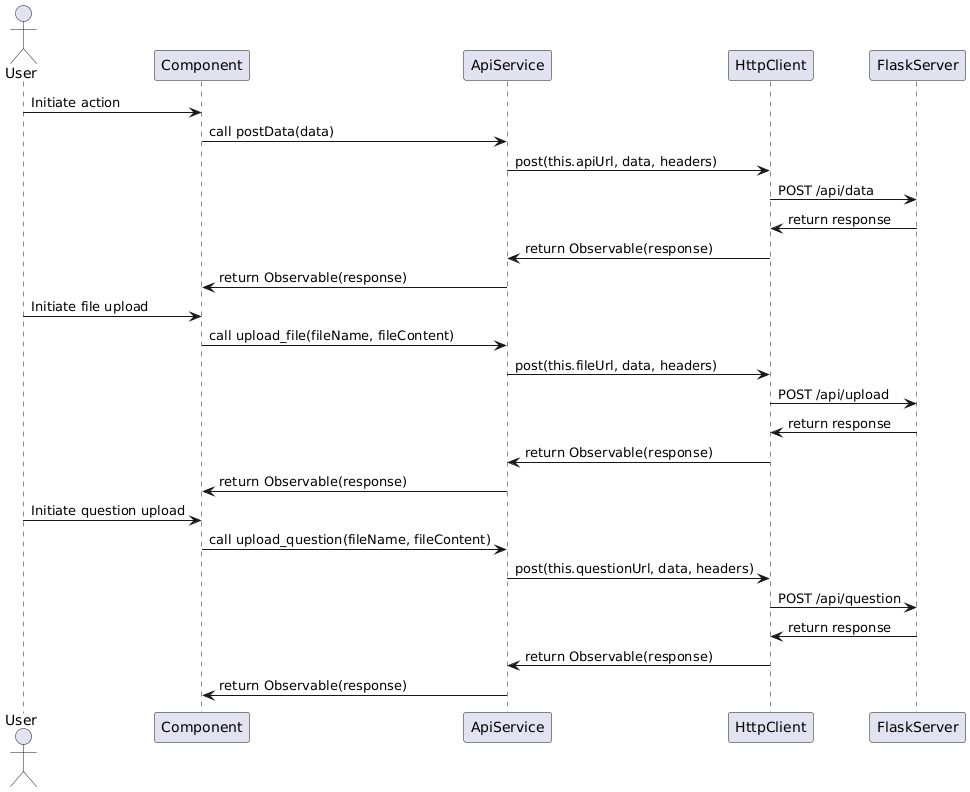 User
Component
ApiService
HttpClient
FlaskServer
Initiate action
call postData(data)
post(this.apiUrl, data, headers)
POST /api/data
return response
return Observable(response)
return Observable(response)
Initiate file upload
call upload_file(fileName, fileContent)
post(this.fileUrl, data, headers)
POST /api/upload
return response
return Observable(response)
return Observable(response)
Initiate question upload
call upload_question(fileName, fileContent)
post(this.questionUrl, data, headers)
POST /api/question
return response
return Observable(response)
return Observable(response)
User
Component
ApiService
HttpClient
FlaskServer